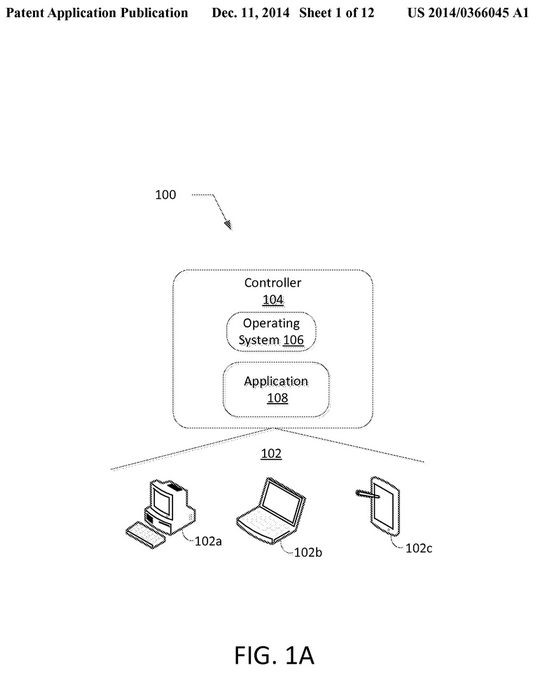 Patent Application Publication Dec. 11, 2014 Sheet 1 of 12 US 2014/0366045 A1
100
Controller
104
Operating
System 106
Application
108
102
102a
102b
102c
FIG. 1A